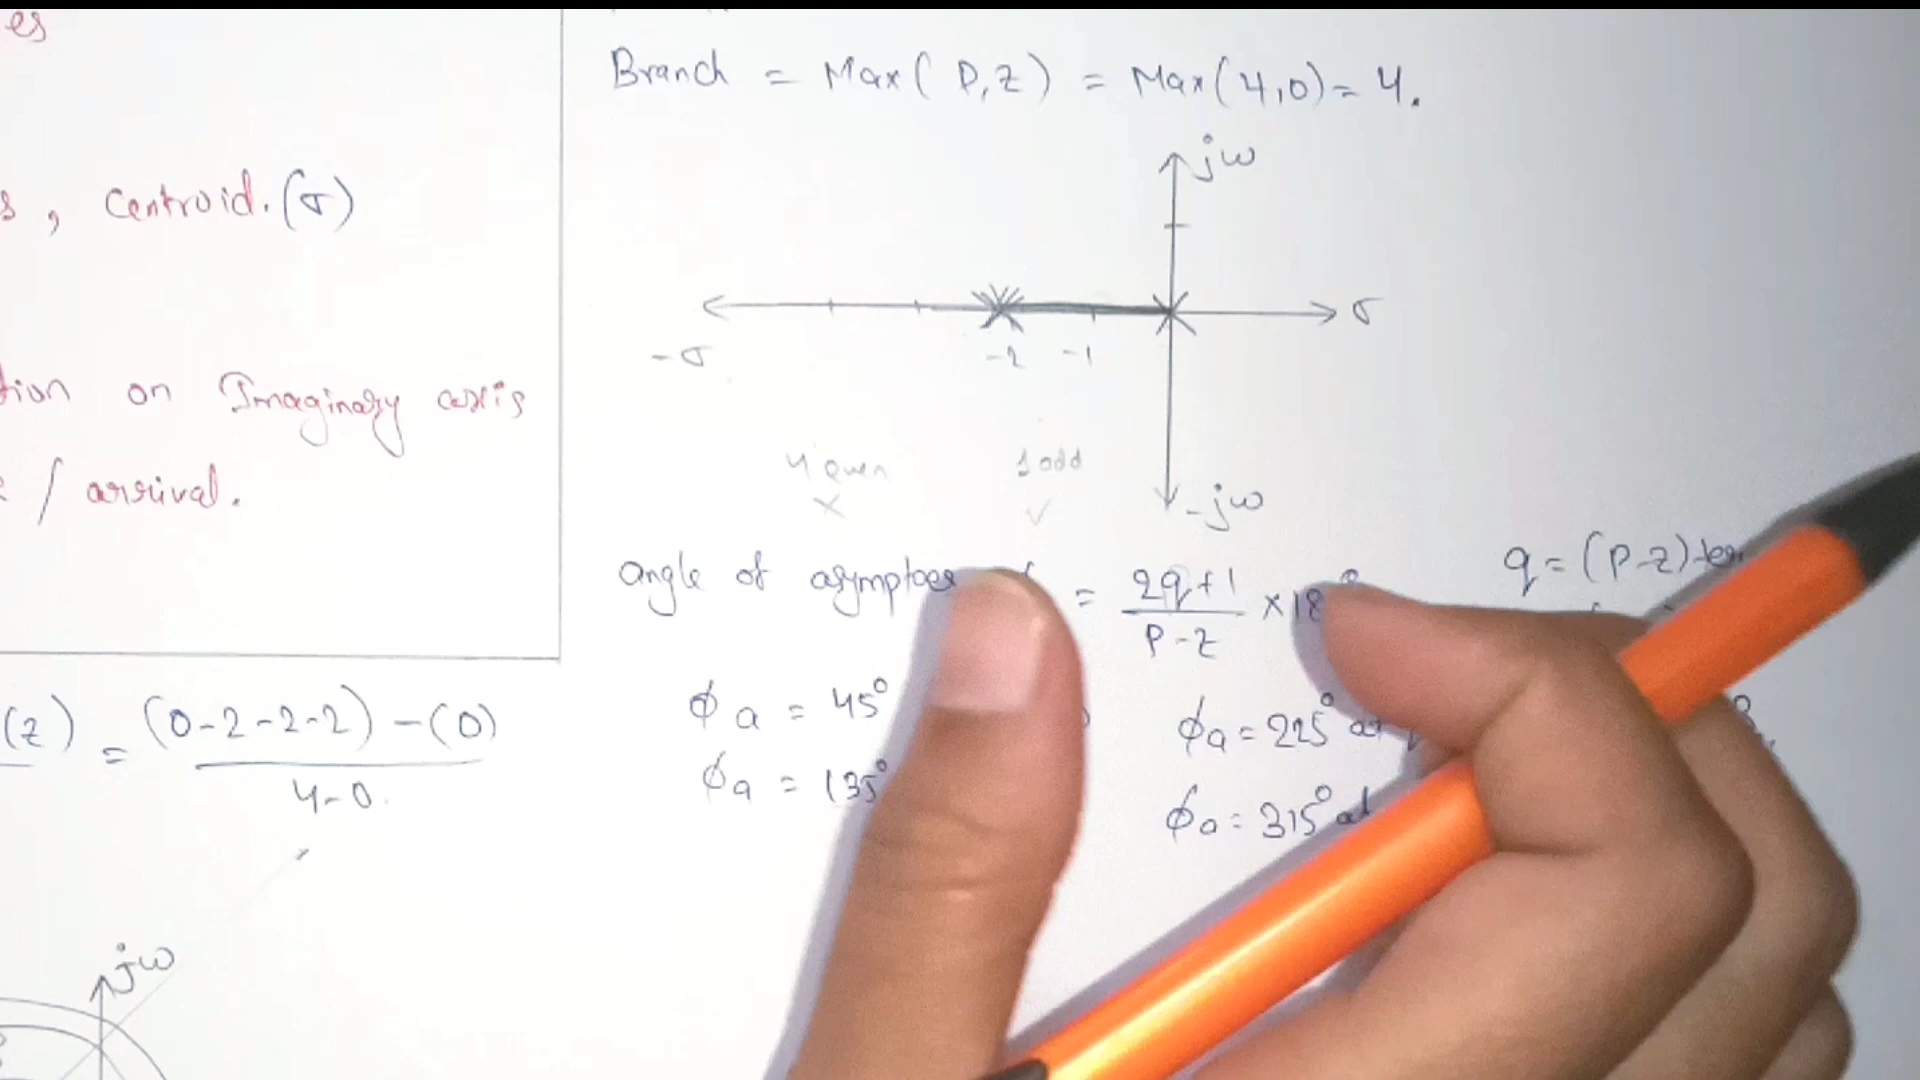 es
Branch = Max( P,Z ) = Max(4,0)= 4.
jω
s , Centroid.(σ)
σ
-σ
-2 -1
tion on Imaginary axis
4 even
1 odd
/ arrival.
-jω
angle of asymptoes = 2q+1 / P-Z ×18
q = (P-Z)
(z) = (0-2-2-2) -(0) / 4-0.
ϕa = 45°
ϕa = 225°
ϕa = 135°
ϕa = 315°
jω